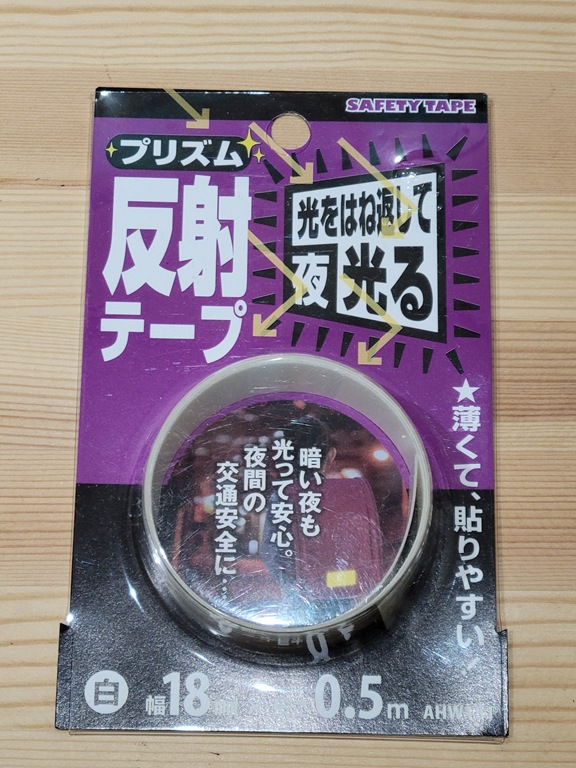 SAFETY TAPE
プリズム
反射
テープ
光をはね返して
夜光る
★薄くて、貼りやすい!
暗い夜も
光って安心。
夜間の
交通安全に…
白
幅18mm
0.5m